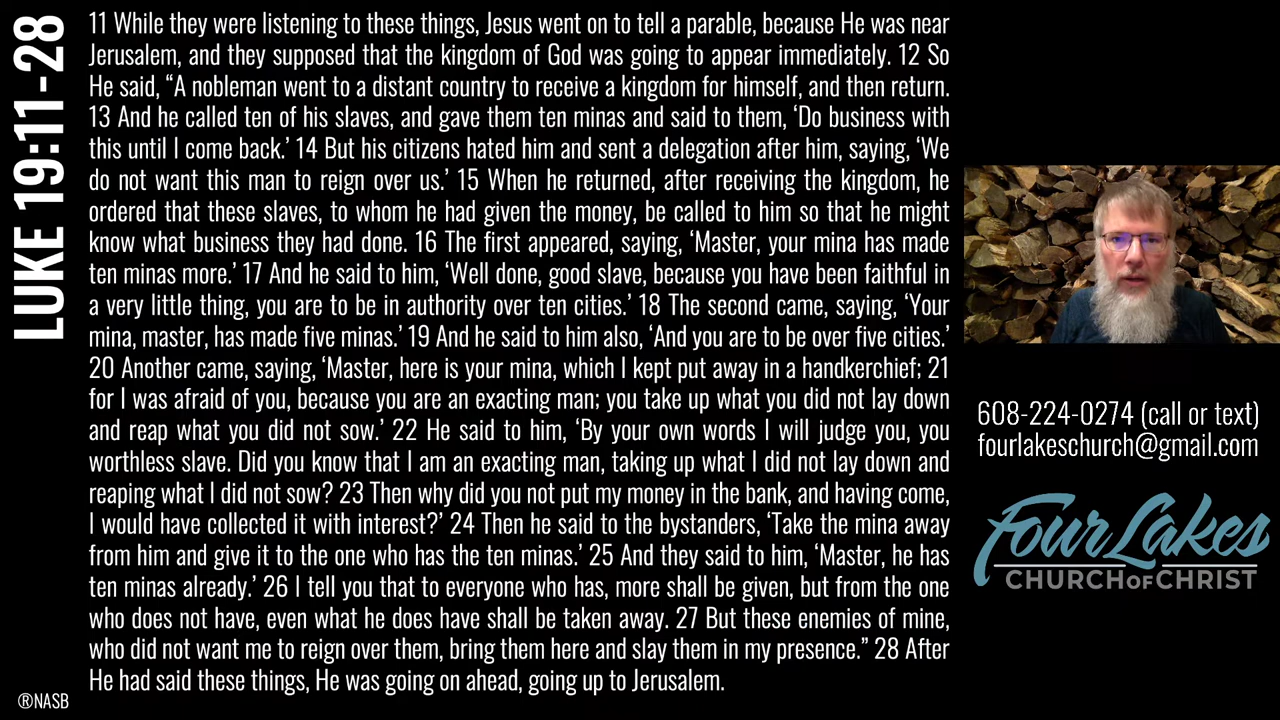 LUKE 19:11-28
11 While they were listening to these things, Jesus went on to tell a parable, because He was near
Jerusalem, and they supposed that the kingdom of God was going to appear immediately. 12 So
He said, “A nobleman went to a distant country to receive a kingdom for himself, and then return.
13 And he called ten of his slaves, and gave them ten minas and said to them, ‘Do business with
this until I come back.’ 14 But his citizens hated him and sent a delegation after him, saying, ‘We
do not want this man to reign over us.’ 15 When he returned, after receiving the kingdom, he
ordered that these slaves, to whom he had given the money, be called to him so that he might
know what business they had done. 16 The first appeared, saying, ‘Master, your mina has made
ten minas more.’ 17 And he said to him, ‘Well done, good slave, because you have been faithful in
a very little thing, you are to be in authority over ten cities.’ 18 The second came, saying, ‘Your
mina, master, has made five minas.’ 19 And he said to him also, ‘And you are to be over five cities.’
20 Another came, saying, ‘Master, here is your mina, which I kept put away in a handkerchief; 21
for I was afraid of you, because you are an exacting man; you take up what you did not lay down
and reap what you did not sow.’ 22 He said to him, ‘By your own words I will judge you, you
worthless slave. Did you know that I am an exacting man, taking up what I did not lay down and
reaping what I did not sow? 23 Then why did you not put my money in the bank, and having come,
I would have collected it with interest?’ 24 Then he said to the bystanders, ‘Take the mina away
from him and give it to the one who has the ten minas.’ 25 And they said to him, ‘Master, he has
ten minas already.’ 26 I tell you that to everyone who has, more shall be given, but from the one
who does not have, even what he does have shall be taken away. 27 But these enemies of mine,
who did not want me to reign over them, bring them here and slay them in my presence.” 28 After
He had said these things, He was going on ahead, going up to Jerusalem.
®NASB
608-224-0274 (call or text)
fourlakeschurch@gmail.com
Four Lakes
CHURCH OF CHRIST